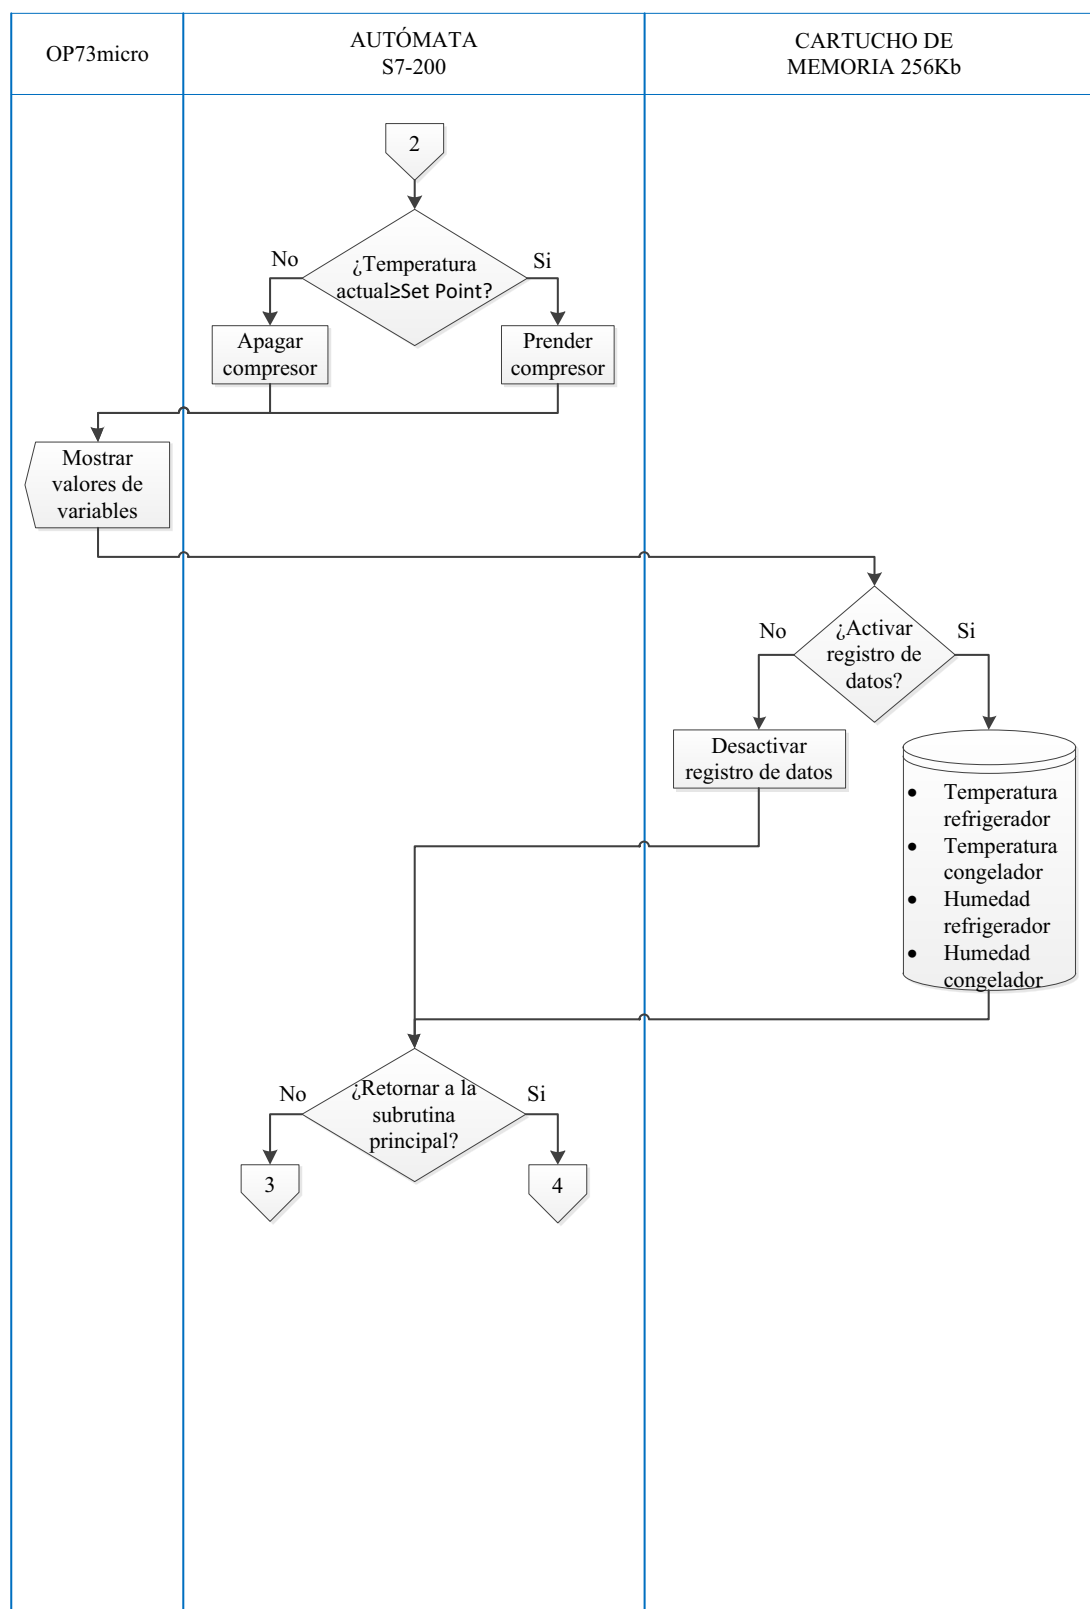 OP73micro
AUTÓMATA
S7-200
CARTUCHO DE
MEMORIA 256Kb
2
No
¿Temperatura
actual≥Set Point?
Si
Apagar
compresor
Prender
compresor
Mostrar
valores de
variables
No
¿Activar
registro de
datos?
Si
Desactivar
registro de datos
• Temperatura
refrigerador
• Temperatura
congelador
• Humedad
refrigerador
• Humedad
congelador
No
¿Retornar a la
subrutina
principal?
Si
3
4